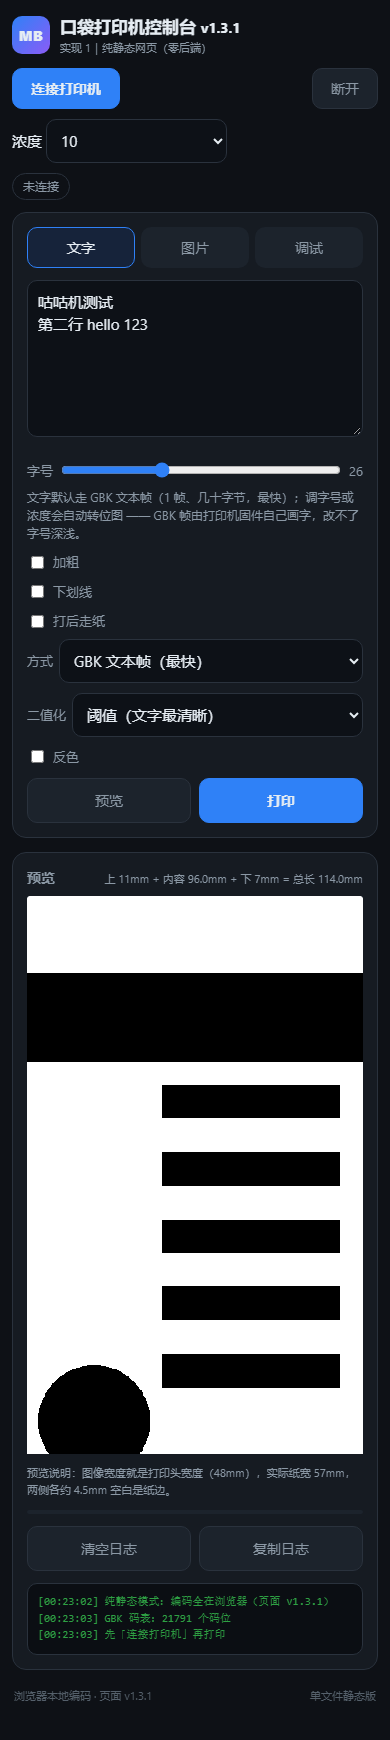 MB
口袋打印机控制台 v1.3.1
实现 1 | 纯静态网页（零后端）
连接打印机
断开
浓度 10
未连接
文字
图片
调试
咕咕机测试
第二行 hello 123
字号 26
文字默认走 GBK 文本帧（1 帧、几十字节，最快）；调字号或
浓度会自动转位图 —— GBK 帧由打印机固件自己画字，改不了
字号深浅。
加粗
下划线
打后走纸
方式 GBK 文本帧（最快）
二值化 阈值（文字最清晰）
反色
预览
打印
预览 上 11mm + 内容 96.0mm + 下 7mm = 总长 114.0mm
预览说明：图像宽度就是打印头宽度（48mm），实际纸宽 57mm，
两侧各约 4.5mm 空白是纸边。
清空日志
复制日志
[00:23:02] 纯静态模式：编码全在浏览器（页面 v1.3.1）
[00:23:03] GBK 码表：21791 个码位
[00:23:03] 先「连接打印机」再打印
浏览器本地编码 · 页面 v1.3.1
单文件静态版